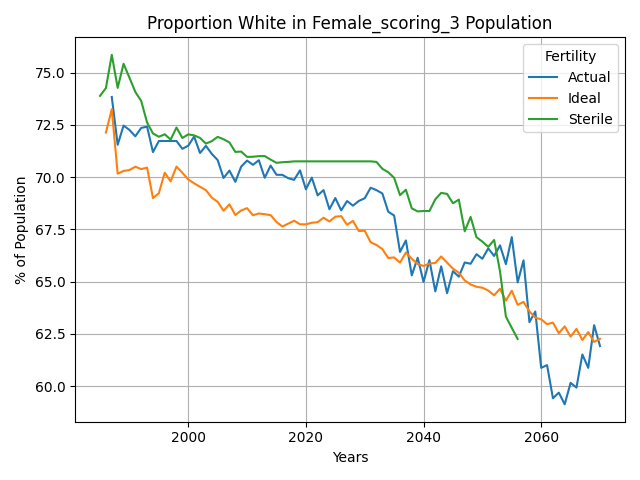 Proportion White in Female_scoring_3 Population
Fertility
Actual
Ideal
Sterile
% of Population
75.0
72.5
70.0
67.5
65.0
62.5
60.0
2000
2020
2040
2060
Years